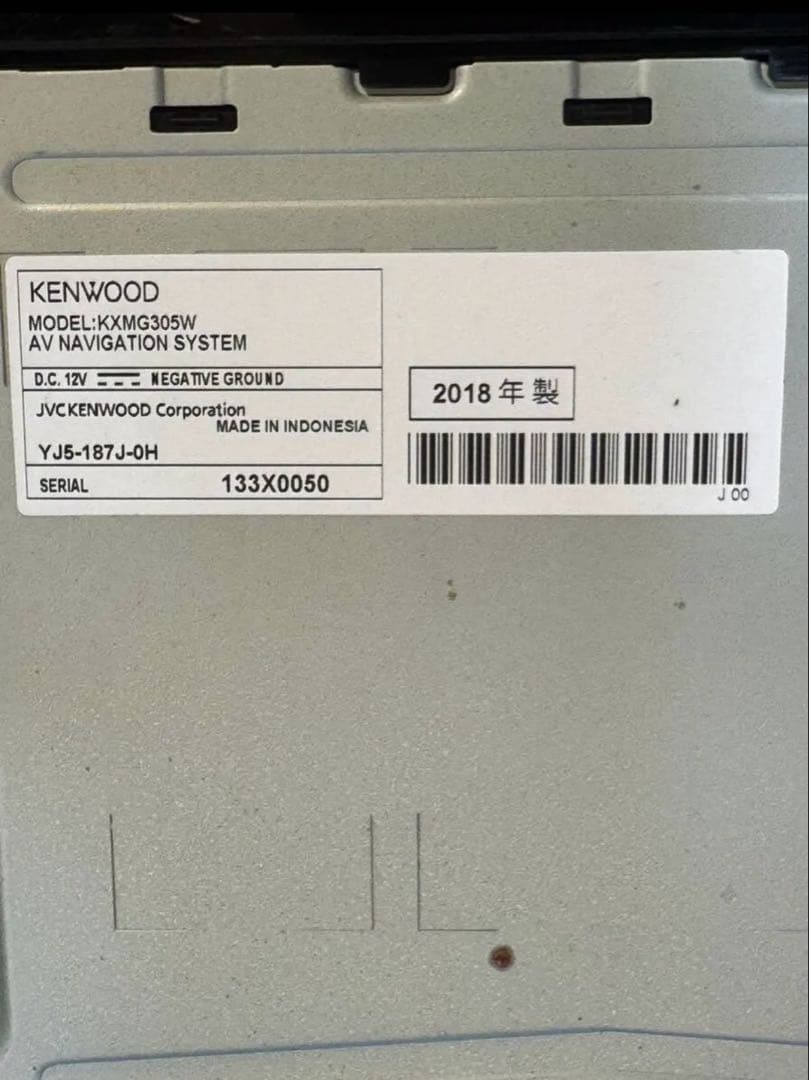 KENWOOD
MODEL:KXMG305W
AV NAVIGATION SYSTEM
D.C. 12V NEGATIVE GROUND
JVCKENWOOD Corporation
MADE IN INDONESIA
YJ5-187J-0H
SERIAL 133X0050
2018 年 製
J 00